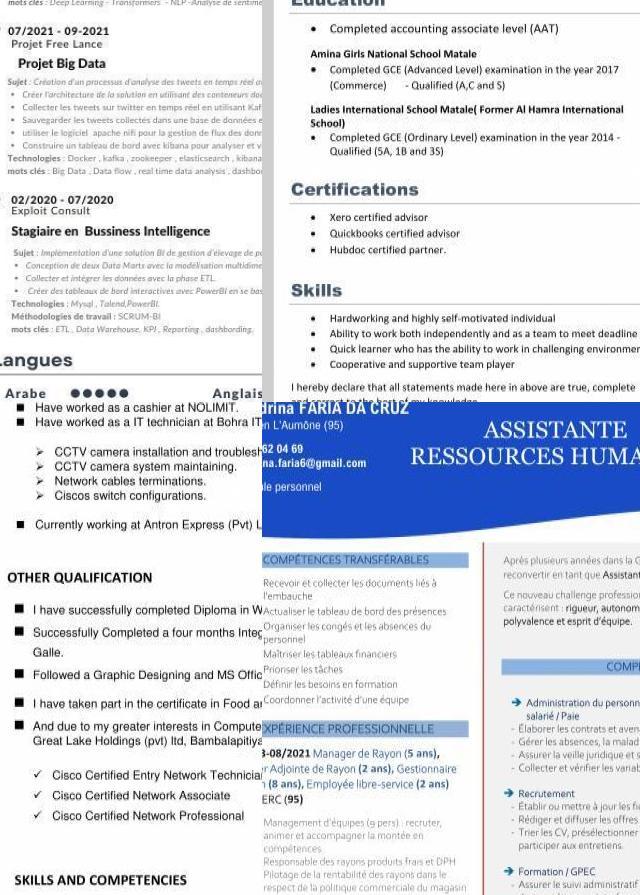 deep Learning - Transformers - NLP -Analyse de sentime
07/2021 - 09-2021
Projet Free Lance
Projet Big Data
Sujet : Création d'un processus d'analyse des tweets en temps réel
• Créer l'architecture de la solution en utilisant des conteneurs
• Collecter les tweets sur twitter en temps réel en utilisant Kaf
• Sauvegarder les tweets collectés dans une base de données
• utiliser le logiciel apache nifi pour la gestion de flux des donn
• Construire un tableau de bord avec kibana pour analyser et v
Technologies : Docker , kafka , zookeeper , elasticsearch , kibana
mots clés : Big Data , Data flow , real time data analysis , dashbo
02/2020 - 07/2020
Exploit Consult
Stagiaire en Bussiness Intelligence
Sujet : Implémentation d'une solution BI de gestion d'élevage de
• Conception de deux Data Marts avec la modélisation multidime
• Collecter et intégrer les données avec la phase ETL.
• Créer des tableaux de bord interactives avec PowerBI en se bas
Technologies : Mysql , Talend,PowerBI.
Méthodologies de travail : SCRUM-BI
mots clés : ETL , Data Warehouse, KPI , Reporting , dashbording.
Langues
Arabe ●●●●● Anglais
Education
• Completed accounting associate level (AAT)
Amina Girls National School Matale
• Completed GCE (Advanced Level) examination in the year 2017
(Commerce) - Qualified (A,C and S)
Ladies International School Matale( Former Al Hamra International
School)
• Completed GCE (Ordinary Level) examination in the year 2014 -
Qualified (5A, 1B and 3S)
Certifications
• Xero certified advisor
• Quickbooks certified advisor
• Hubdoc certified partner.
Skills
• Hardworking and highly self-motivated individual
• Ability to work both independently and as a team to meet deadline
• Quick learner who has the ability to work in challenging environmen
• Cooperative and supportive team player
I hereby declare that all statements made here in above are true, complete
and correct to the best of my knowledge
■ Have worked as a cashier at NOLIMIT.
■ Have worked as a IT technician at Bohra IT
➢ CCTV camera installation and troublesh
➢ CCTV camera system maintaining.
➢ Network cables terminations.
➢ Ciscos switch configurations.
■ Currently working at Antron Express (Pvt) L
OTHER QUALIFICATION
■ I have successfully completed Diploma in W
■ Successfully Completed a four months Integ
Galle.
■ Followed a Graphic Designing and MS Offic
■ I have taken part in the certificate in Food an
■ And due to my greater interests in Compute
Great Lake Holdings (pvt) ltd, Bambalapitiya
✓ Cisco Certified Entry Network Technician
✓ Cisco Certified Network Associate
✓ Cisco Certified Network Professional
SKILLS AND COMPETENCIES
drina FARIA DA CRUZ
n L'Aumône (95)
62 04 69
na.faria6@gmail.com
le personnel
ASSISTANTE
RESSOURCES HUMA
COMPÉTENCES TRANSFÉRABLES
Recevoir et collecter les documents liés à
l'embauche
Actualiser le tableau de bord des présences
Organiser les congés et les absences du
personnel
Maîtriser les tableaux financiers
Prioriser les tâches
Définir les besoins en formation
Coordonner l'activité d'une équipe
XPÉRIENCE PROFESSIONNELLE
3-08/2021 Manager de Rayon (5 ans),
r Adjointe de Rayon (2 ans), Gestionnaire
n (8 ans), Employée libre-service (2 ans)
ERC (95)
Management d'équipes (9 pers) : recruter,
animer et accompagner la montée en
compétences
Responsable des rayons produits frais et DPH
Pilotage de la rentabilité des rayons dans le
respect de la politique commerciale du magasin
Après plusieurs années dans la G
reconvertir en tant que Assistant
Ce nouveau challenge profession
caractérisent : rigueur, autonom
polyvalence et esprit d'équipe.
COMPÉ
➔ Administration du personn
salarié / Paie
- Élaborer les contrats et aven
- Gérer les absences, la malad
- Assurer la veille juridique et s
- Collecter et vérifier les variab
➔ Recrutement
- Établir ou mettre à jour les fi
- Rédiger et diffuser les offres
- Trier les CV, présélectionner
participer aux entretiens.
➔ Formation / GPEC
- Assurer le suivi administratif